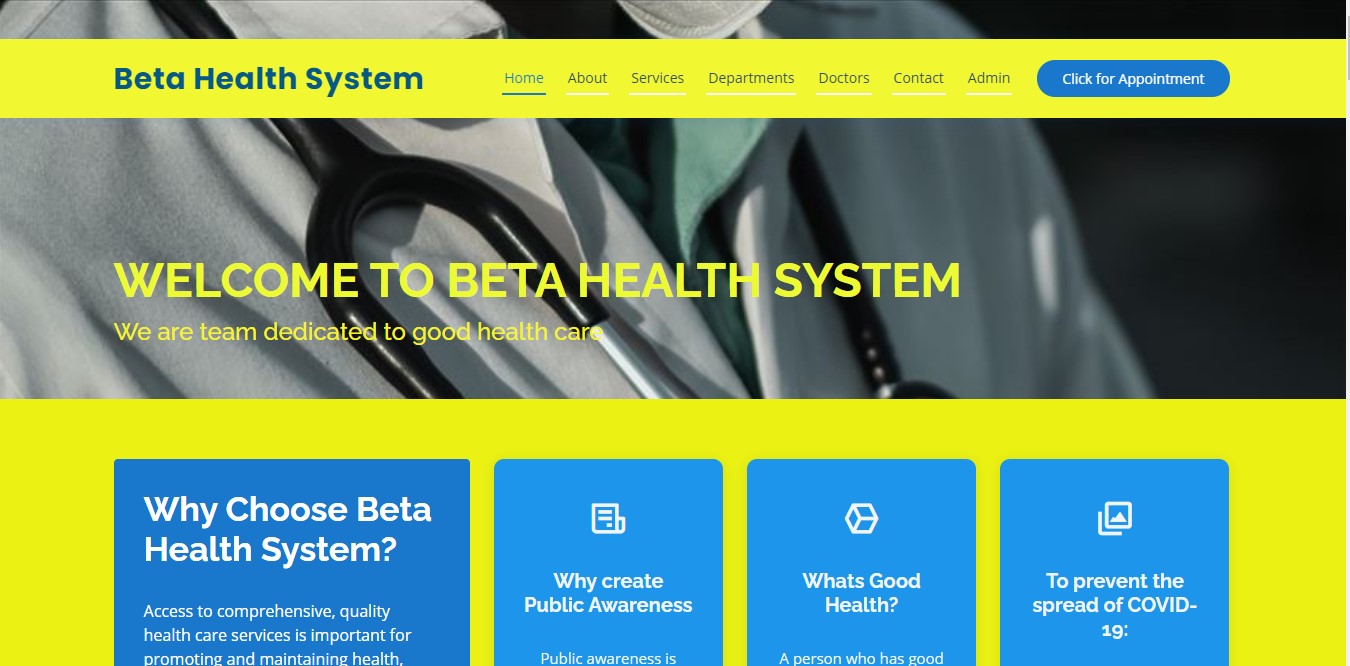 Beta Health System
Home About Services Departments Doctors Contact Admin Click for Appointment
WELCOME TO BETA HEALTH SYSTEM
We are team dedicated to good health care
Why Choose Beta
Health System?
Access to comprehensive, quality
health care services is important for
promoting and maintaining health,
Why create
Public Awareness
Public awareness is
Whats Good
Health?
A person who has good
To prevent the
spread of COVID-
19: